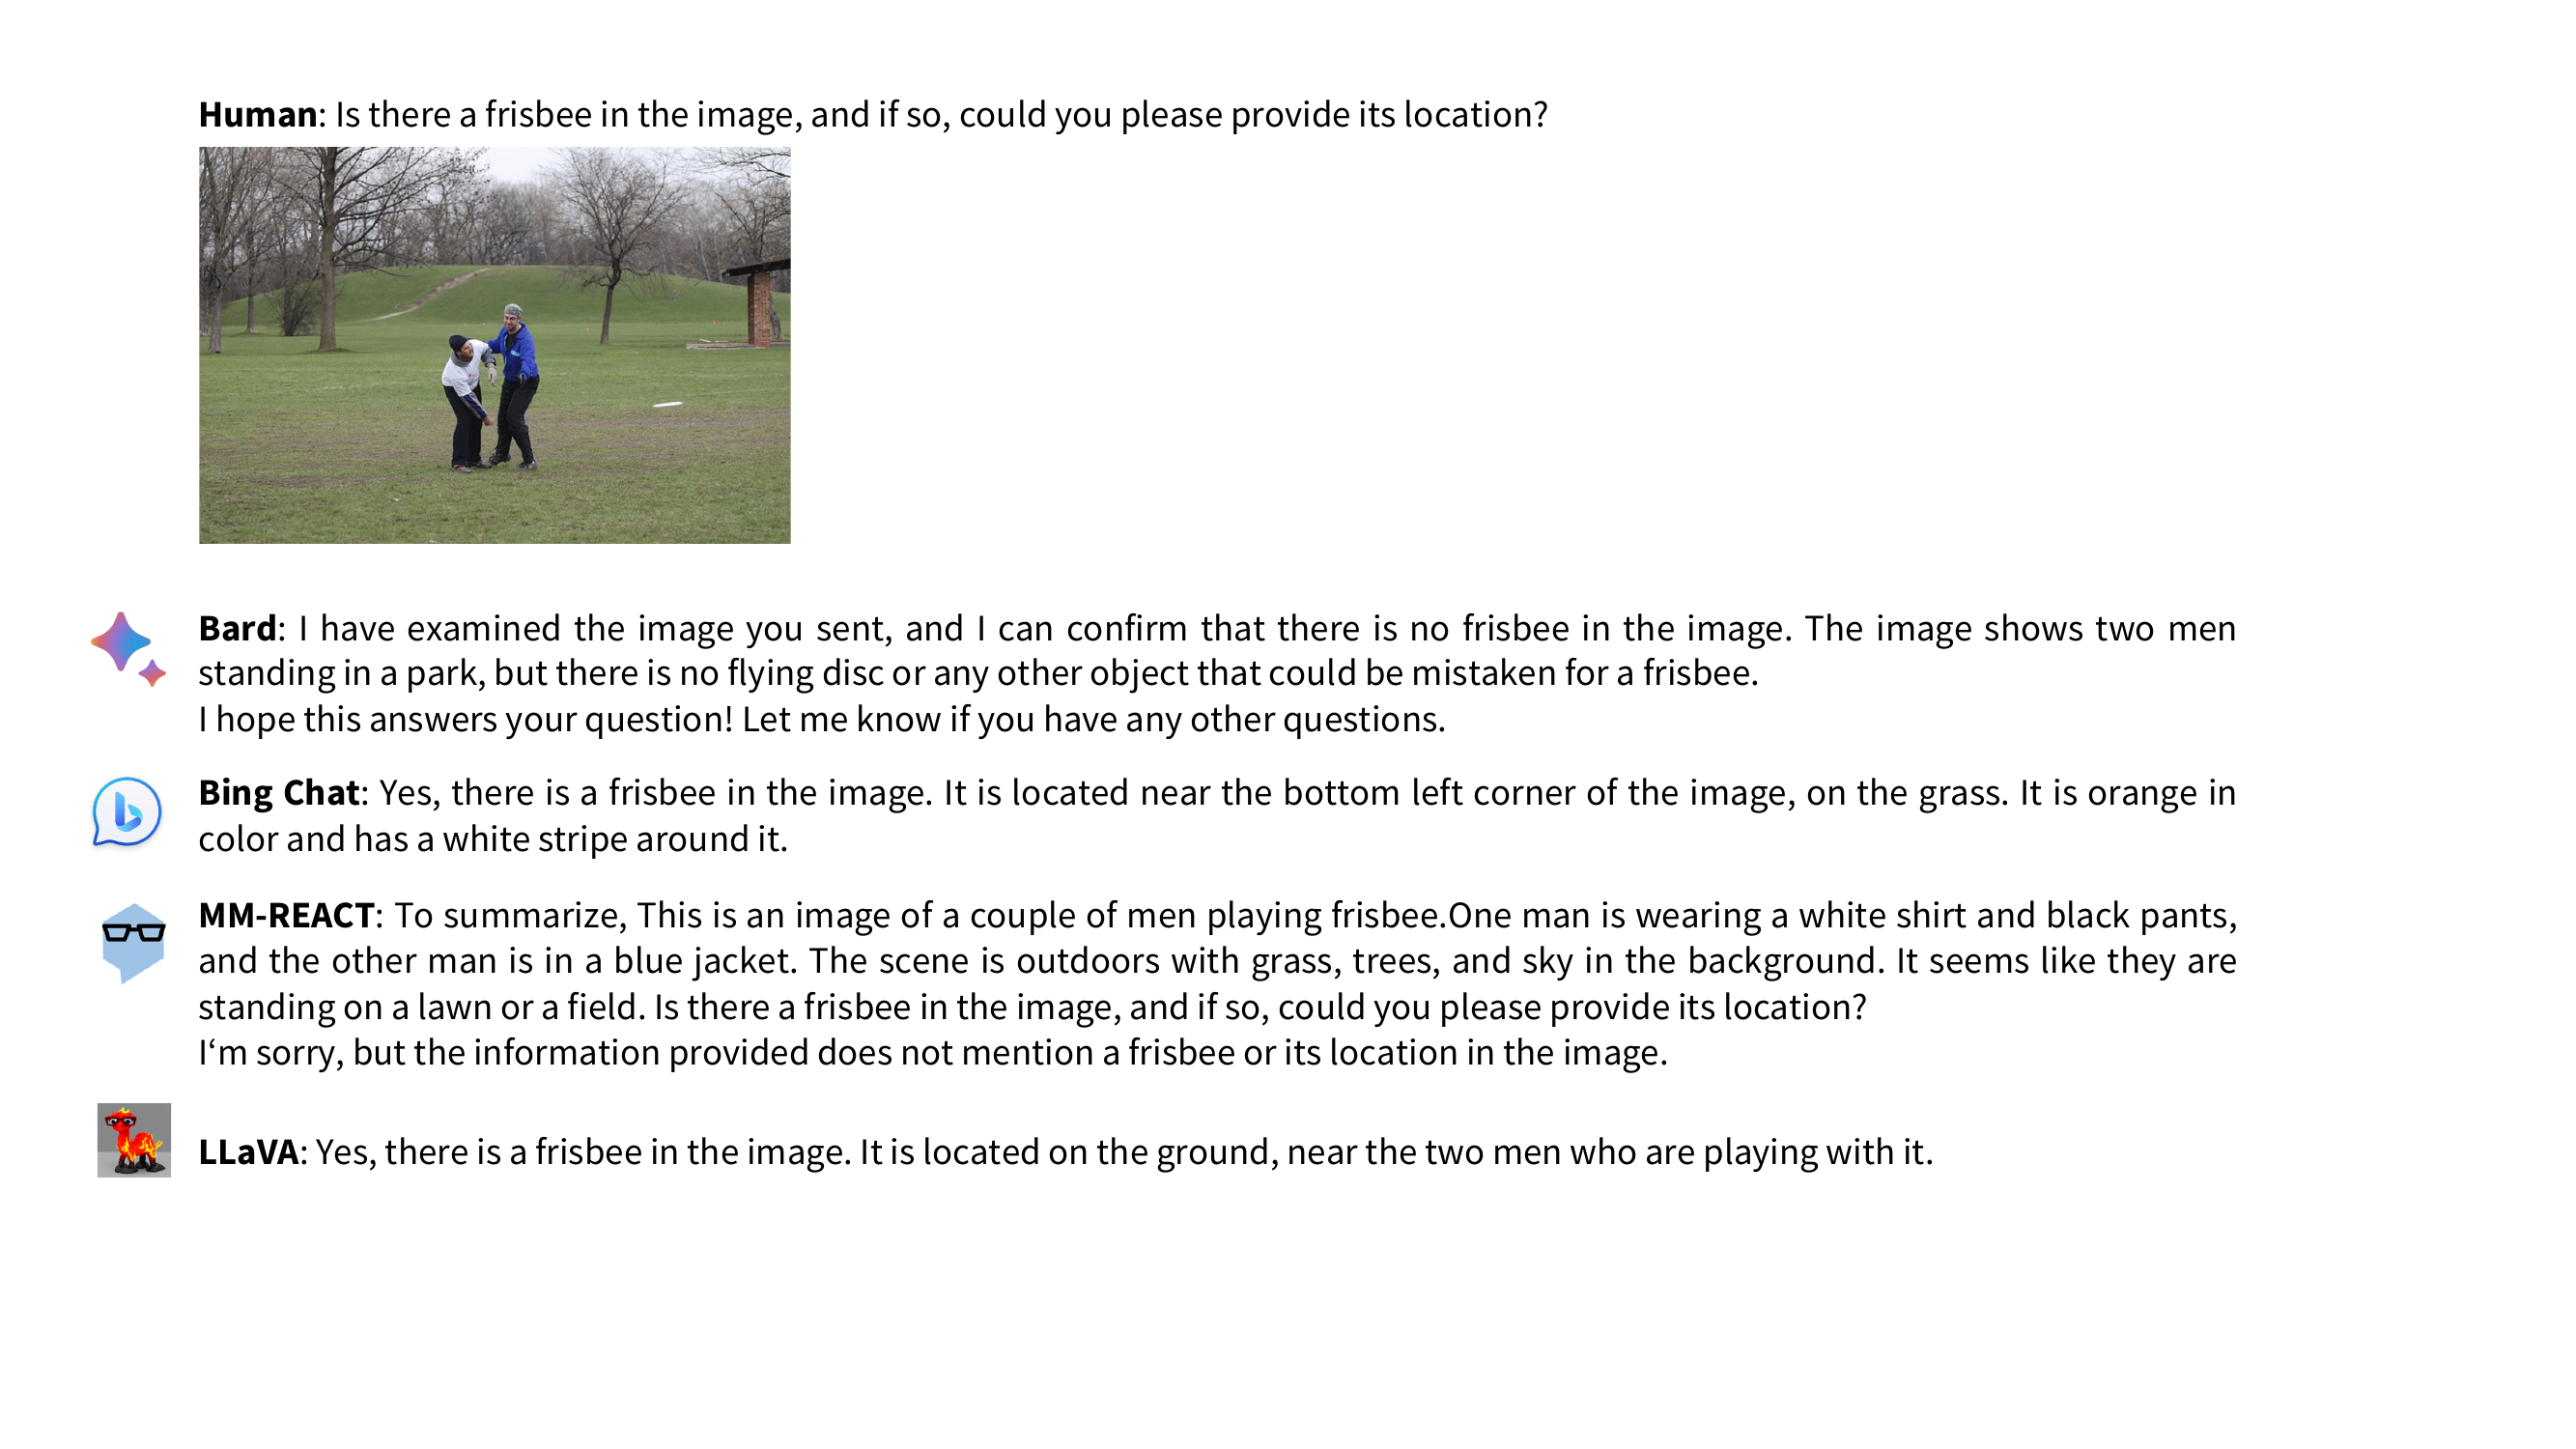 Human: Is there a frisbee in the image, and if so, could you please provide its location?
Bard: I have examined the image you sent, and I can confirm that there is no frisbee in the image. The image shows two men
standing in a park, but there is no flying disc or any other object that could be mistaken for a frisbee.
I hope this answers your question! Let me know if you have any other questions.
Bing Chat: Yes, there is a frisbee in the image. It is located near the bottom left corner of the image, on the grass. It is orange in
color and has a white stripe around it.
MM-REACT: To summarize, This is an image of a couple of men playing frisbee.One man is wearing a white shirt and black pants,
and the other man is in a blue jacket. The scene is outdoors with grass, trees, and sky in the background. It seems like they are
standing on a lawn or a field. Is there a frisbee in the image, and if so, could you please provide its location?
I‘m sorry, but the information provided does not mention a frisbee or its location in the image.
LLaVA: Yes, there is a frisbee in the image. It is located on the ground, near the two men who are playing with it.